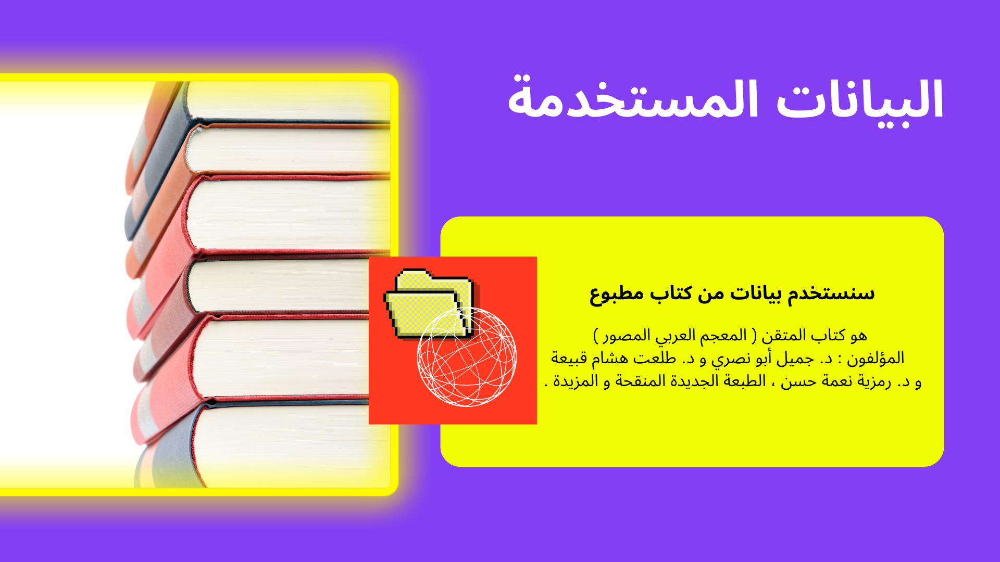 البيانات المستخدمة
سنستخدم بيانات من كتاب مطبوع
هو كتاب المتقن ( المعجم العربي المصور )
المؤلفون : د. جميل أبو نصري و د. طلعت هشام قبيعة
و د. رمزية نعمة حسن ، الطبعة الجديدة المنقحة و المزيدة .